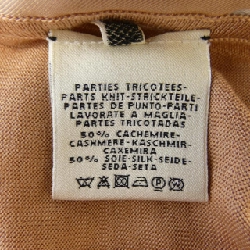 PARTIES TRICOTEES-
PARTS KNIT-STRICKTEILE-
PARTES DE PUNTO-PARTI
LAVORATE A MAGLIA-
PARTES TRICOTADAS
50% CACHEMIRE-
CASHMERE-KASCHMIR-
CAXEMIRA
50% SOIE-SILK-SEIDE-
SEDA-SETA